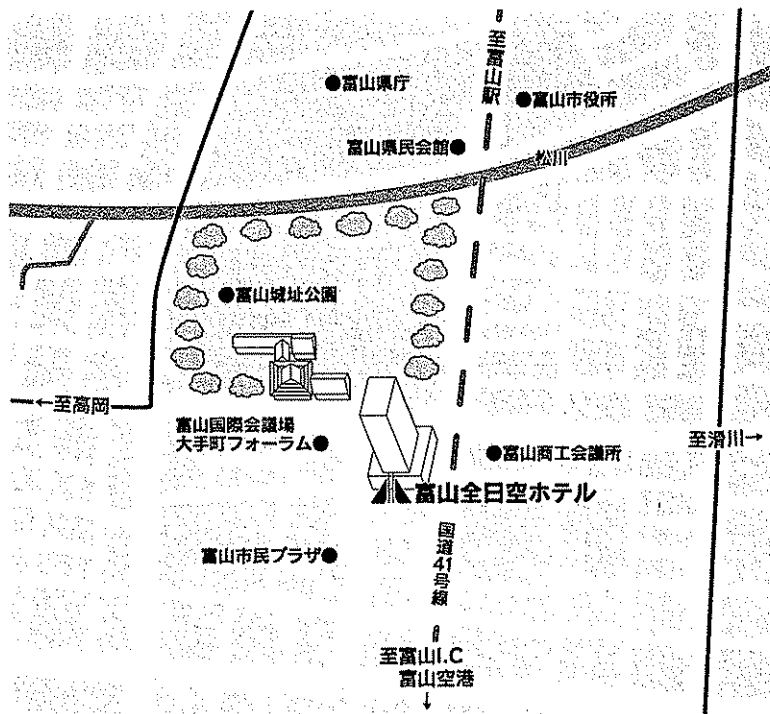 至富山駅
●富山県庁
●富山市役所
富山県民会館●
松川
●富山城址公園
←至高岡
富山国際会議場
大手町フォーラム●
至滑川→
●富山商工会議所
富山全日空ホテル
国道41号線
富山市民プラザ●
至富山I.C
富山空港
↓